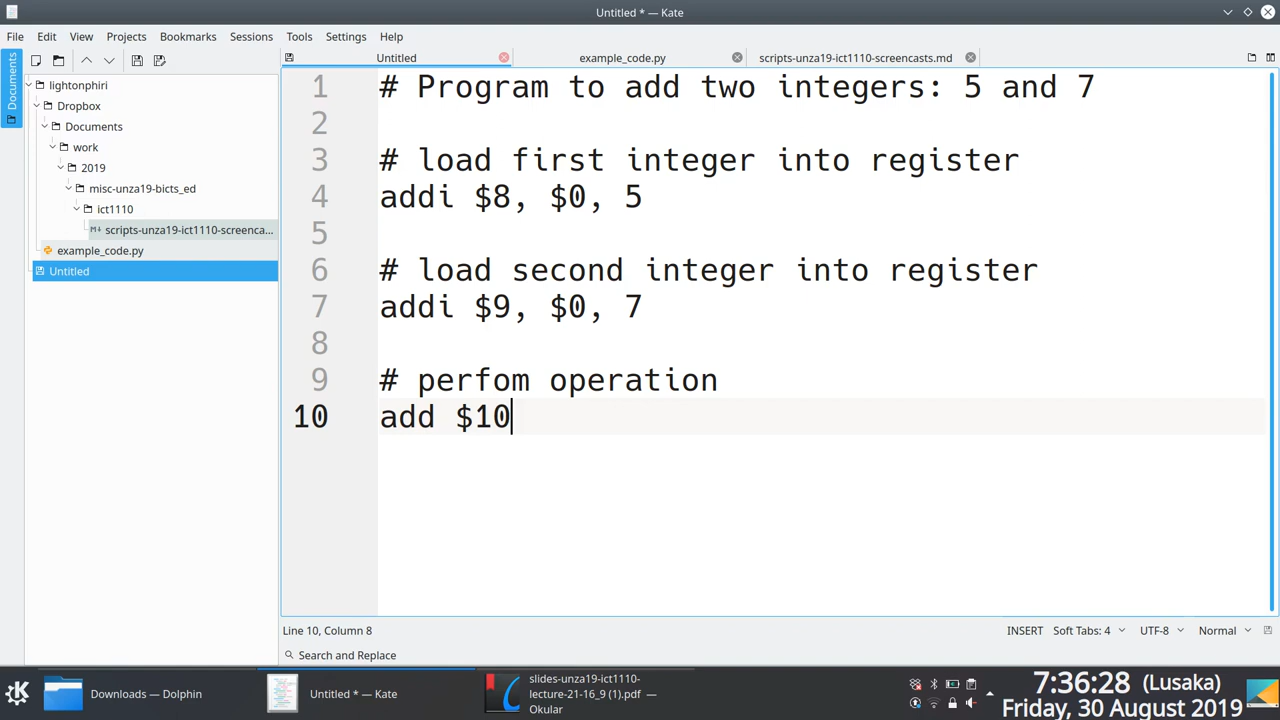 Untitled * — Kate
File Edit View Projects Bookmarks Sessions Tools Settings Help
Documents
Untitled example_code.py scripts-unza19-ict1110-screencasts.md
lightonphiri
Dropbox
Documents
work
2019
misc-unza19-bicts_ed
ict1110
scripts-unza19-ict1110-screenca...
example_code.py
Untitled
1 # Program to add two integers: 5 and 7
2
3 # load first integer into register
4 addi $8, $0, 5
5
6 # load second integer into register
7 addi $9, $0, 7
8
9 # perfom operation
10 add $10
Line 10, Column 8 INSERT Soft Tabs: 4 UTF-8 Normal
Search and Replace
Downloads — Dolphin
Untitled * — Kate
slides-unza19-ict1110-
lecture-21-16_9 (1).pdf —
Okular
7:36:28 (Lusaka)
Friday, 30 August 2019